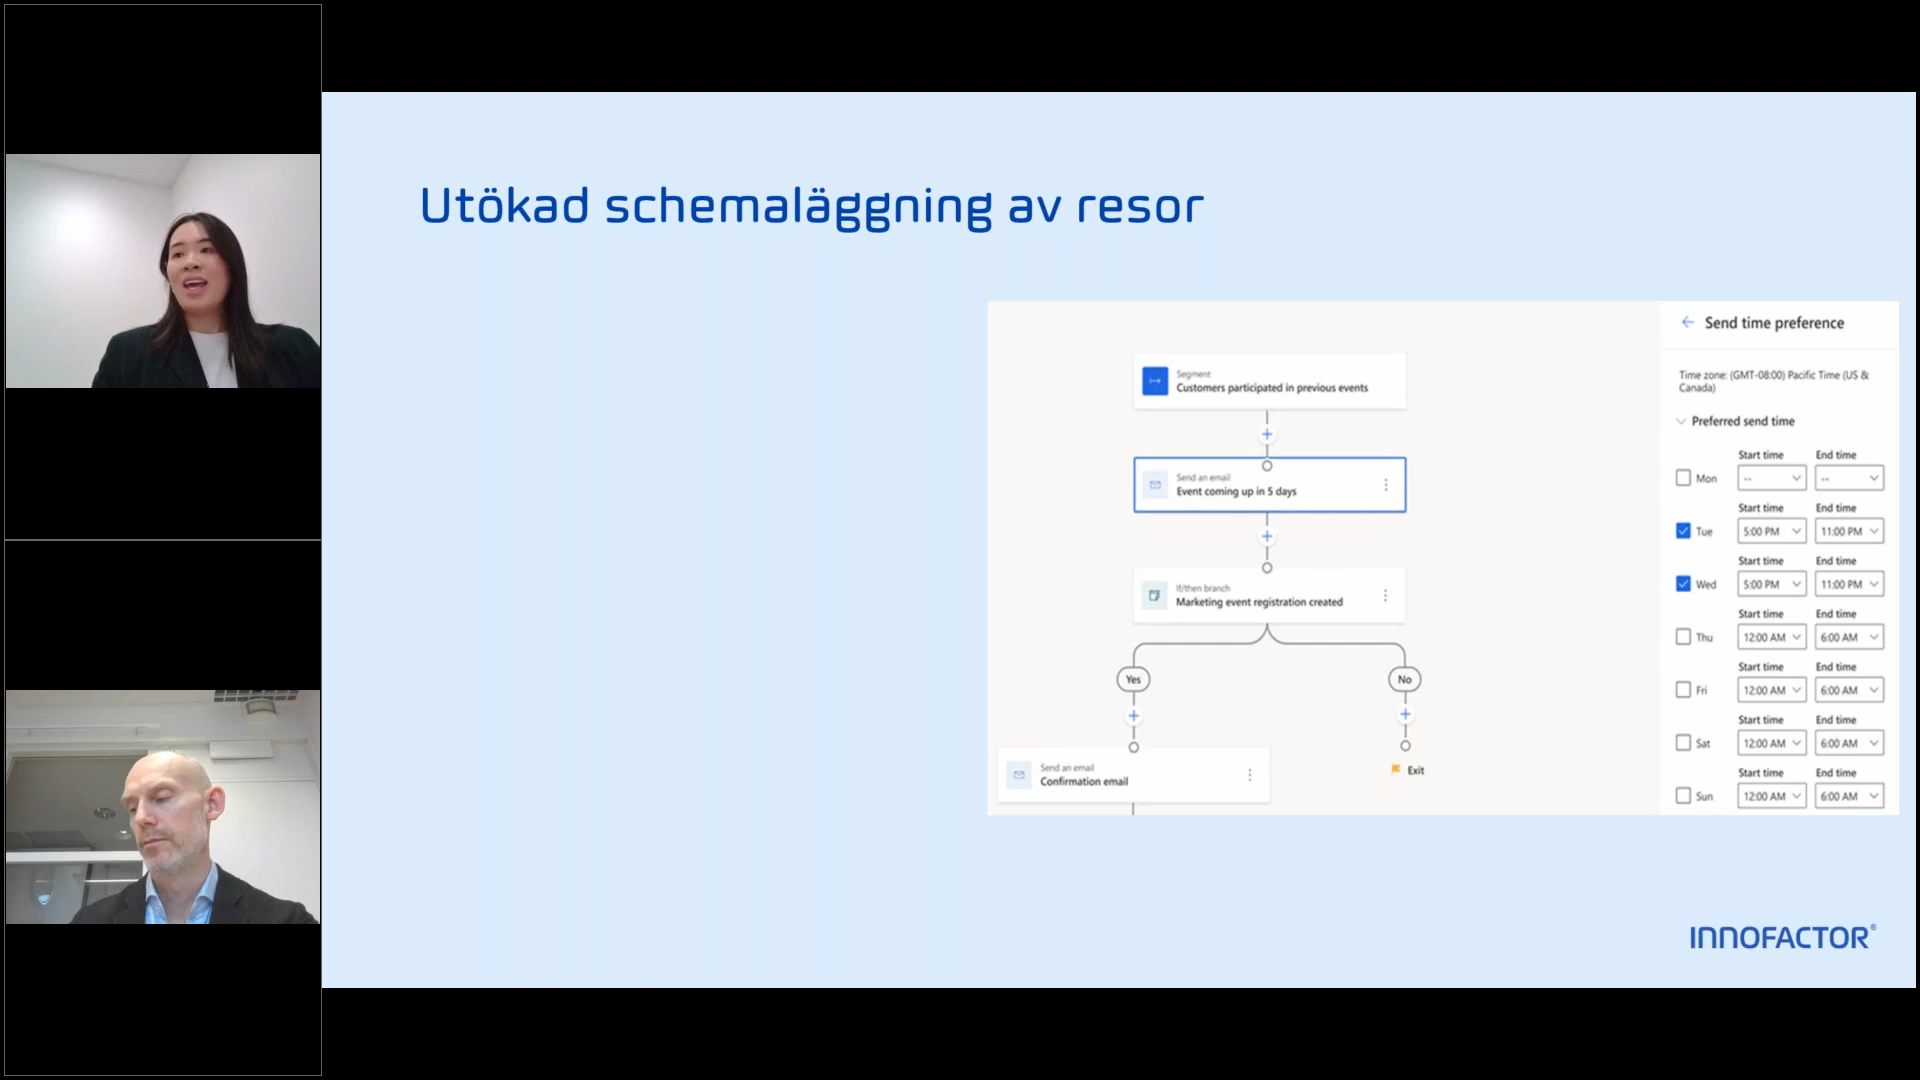 Utökad schemaläggning av resor
Segment
Customers participated in previous events
Send an email
Event coming up in 5 days
If/then branch
Marketing event registration created
Yes
No
Send an email
Confirmation email
Exit
Send time preference
Time zone: (GMT-08:00) Pacific Time (US &
Canada)
Preferred send time
Start time End time
Mon -- --
Start time End time
Tue 5:00 PM 11:00 PM
Start time End time
Wed 5:00 PM 11:00 PM
Start time End time
Thu 12:00 AM 6:00 AM
Start time End time
Fri 12:00 AM 6:00 AM
Start time End time
Sat 12:00 AM 6:00 AM
Start time End time
Sun 12:00 AM 6:00 AM
INNOFACTOR®